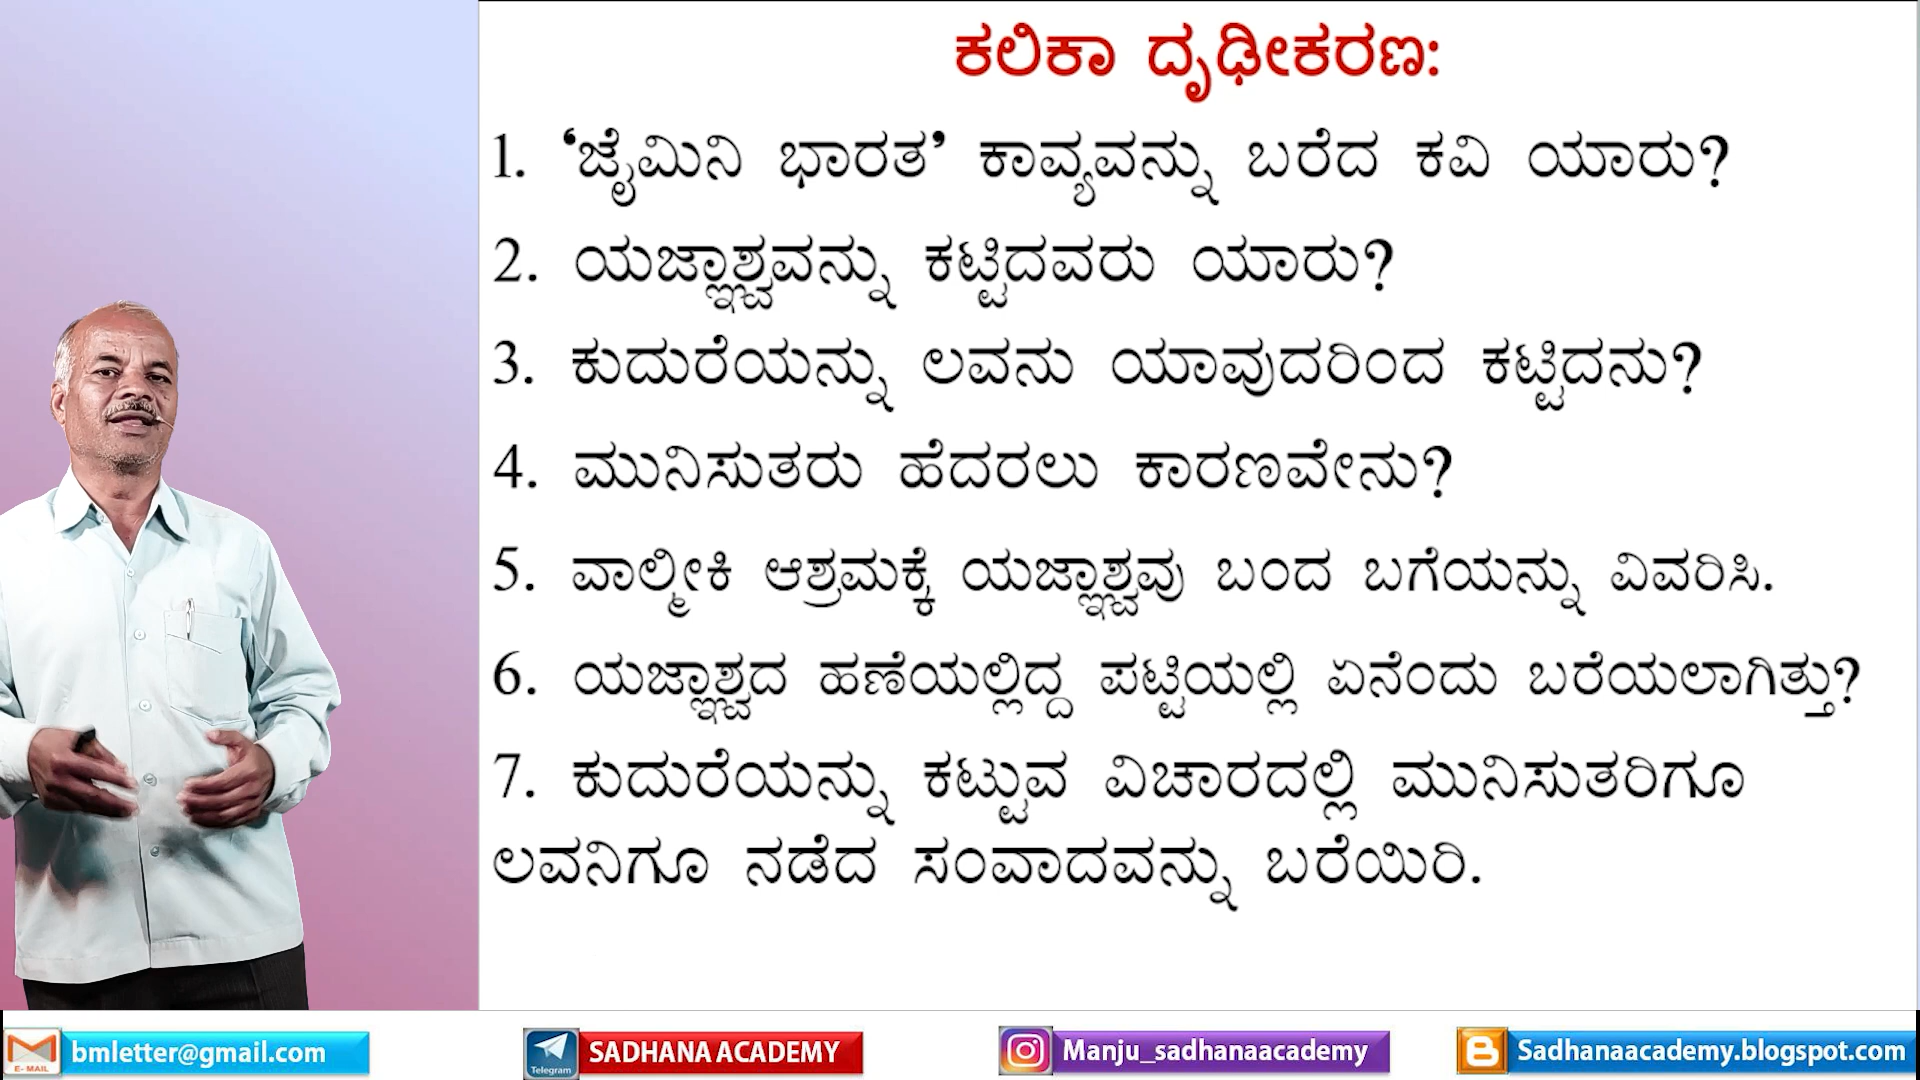 ಕಲಿಕಾ ದೃಢೀಕರಣ:
1. ‘ಜೈಮಿನಿ ಭಾರತ’ ಕಾವ್ಯವನ್ನು ಬರೆದ ಕವಿ ಯಾರು?
2. ಯಜ್ಞಾಶ್ವವನ್ನು ಕಟ್ಟಿದವರು ಯಾರು?
3. ಕುದುರೆಯನ್ನು ಲವನು ಯಾವುದರಿಂದ ಕಟ್ಟಿದನು?
4. ಮುನಿಸುತರು ಹೆದರಲು ಕಾರಣವೇನು?
5. ವಾಲ್ಮೀಕಿ ಆಶ್ರಮಕ್ಕೆ ಯಜ್ಞಾಶ್ವವು ಬಂದ ಬಗೆಯನ್ನು ವಿವರಿಸಿ.
6. ಯಜ್ಞಾಶ್ವದ ಹಣೆಯಲ್ಲಿದ್ದ ಪಟ್ಟಿಯಲ್ಲಿ ಏನೆಂದು ಬರೆಯಲಾಗಿತ್ತು?
7. ಕುದುರೆಯನ್ನು ಕಟ್ಟುವ ವಿಚಾರದಲ್ಲಿ ಮುನಿಸುತರಿಗೂ
ಲವನಿಗೂ ನಡೆದ ಸಂವಾದವನ್ನು ಬರೆಯಿರಿ.
E-MAIL bmletter@gmail.com
Telegram SADHANA ACADEMY
Manju_sadhanaacademy
Sadhanaacademy.blogspot.com